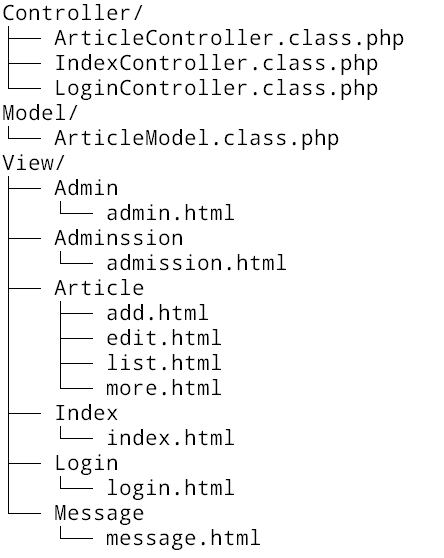 Controller/
├── ArticleController.class.php
├── IndexController.class.php
└── LoginController.class.php
Model/
└── ArticleModel.class.php
View/
├── Admin
│   └── admin.html
├── Adminssion
│   └── admission.html
├── Article
│   ├── add.html
│   ├── edit.html
│   ├── list.html
│   └── more.html
├── Index
│   └── index.html
├── Login
│   └── login.html
└── Message
    └── message.html